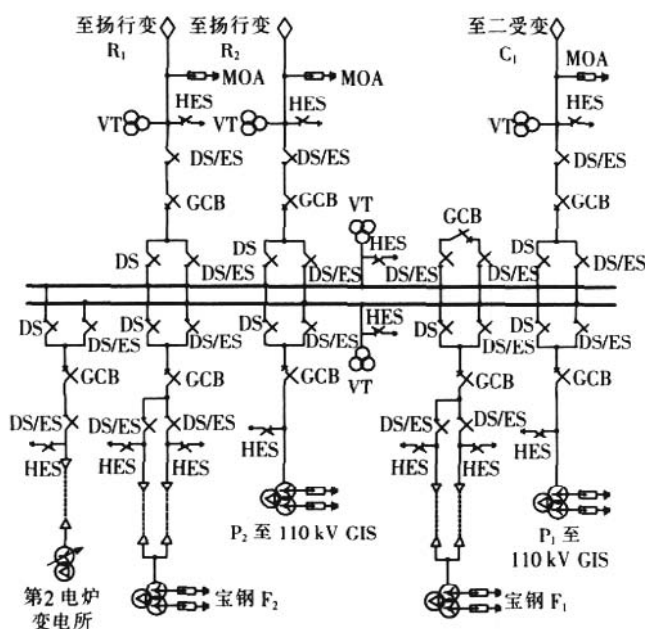 至扬行变 至扬行变 至二受变
R₁ R₂ C₁
MOA MOA MOA
HES HES HES
VT VT VT
DS/ES DS/ES DS/ES
GCB GCB GCB
VT GCB
DS DS/ES DS DS/ES HES DS/ES DS/ES DS DS/ES
DS DS/ES DS DS/ES DS DS/ES HES DS DS/ES DS DS/ES
VT
GCB GCB GCB GCB GCB
DS/ES DS/ES DS/ES DS/ES DS/ES
HES HES HES HES HES HES HES
P₂ 至 110 kV GIS P₁ 至
110 kV GIS
第2 电炉 宝钢 F₂ 宝钢 F₁
变电所